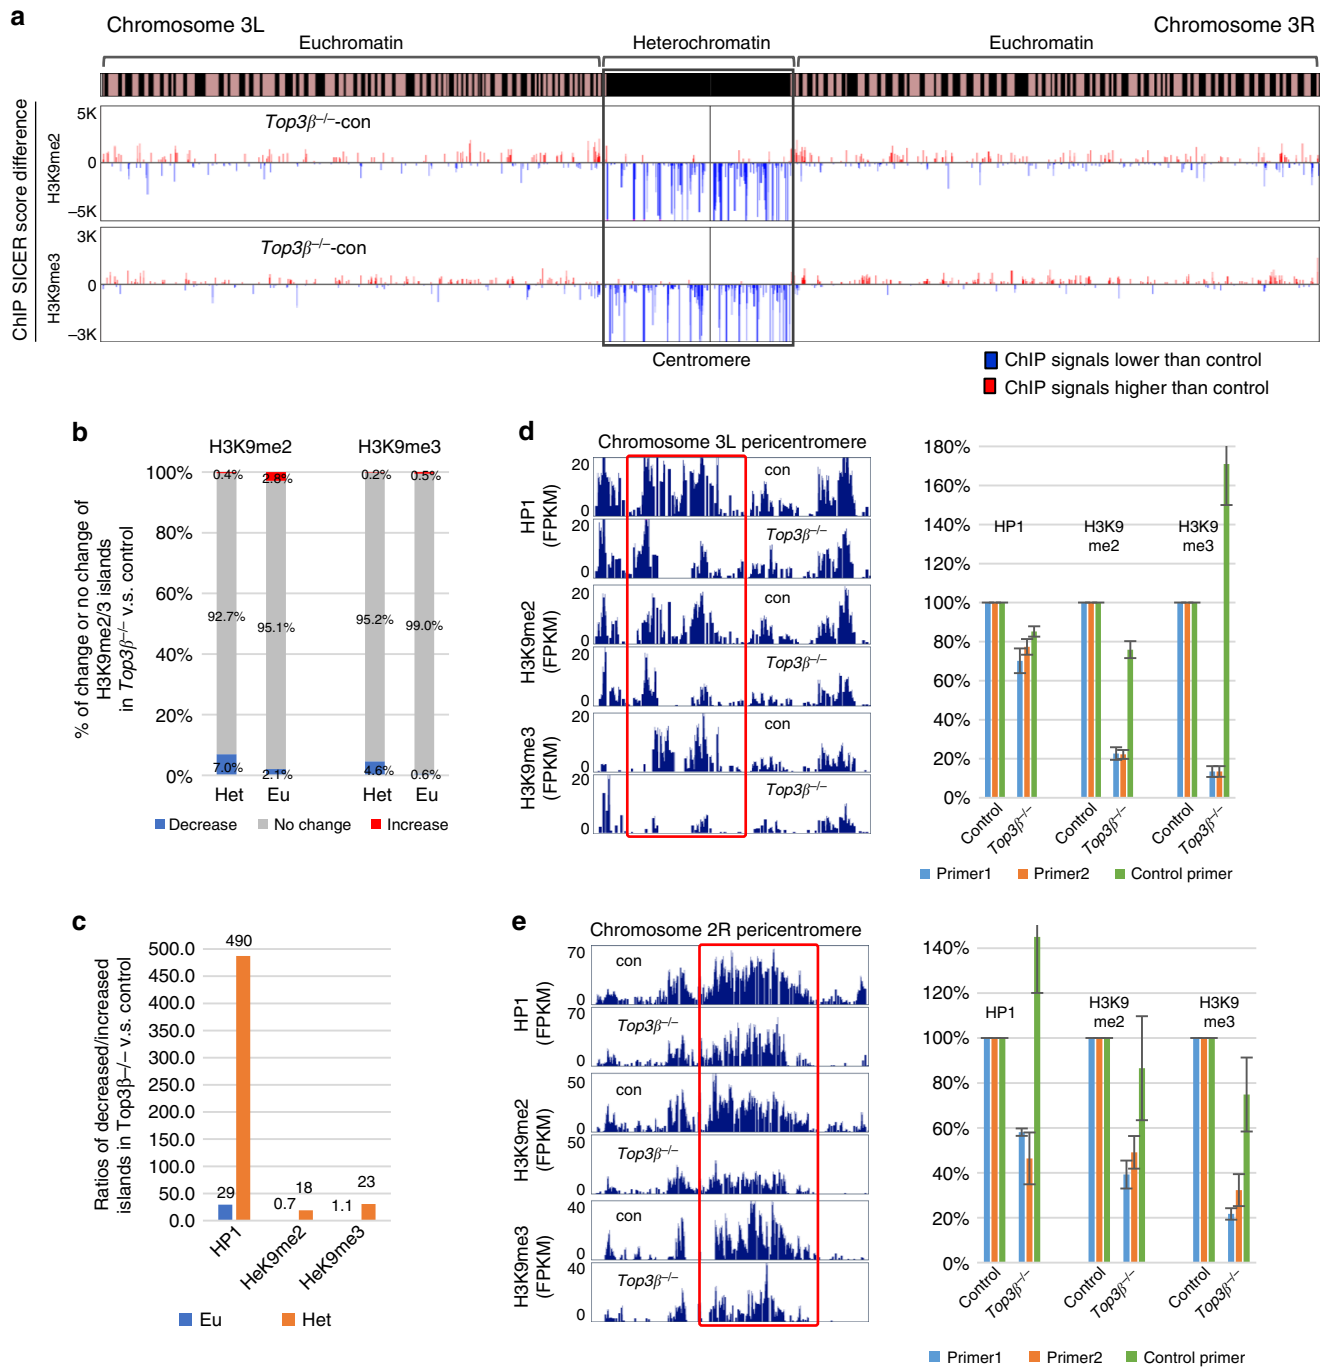 a
Chromosome 3L
Chromosome 3R
Euchromatin
Heterochromatin
Euchromatin
ChIP SICER score difference
H3K9me2
5K
0
−5K
Top3β−/−-con
H3K9me3
3K
0
−3K
Top3β−/−-con
Centromere
ChIP signals lower than control
ChIP signals higher than control
b
H3K9me2
H3K9me3
% of change or no change of
H3K9me2/3 islands
in Top3β−/− v.s. control
100%
80%
60%
40%
20%
0%
0.4%
2.8%
0.2%
0.5%
92.7%
95.1%
95.2%
99.0%
7.0%
2.1%
4.6%
0.6%
Het
Eu
Het
Eu
Decrease
No change
Increase
c
Ratios of decreased/increased
islands in Top3β−/− v.s. control
500.0
450.0
400.0
350.0
300.0
250.0
200.0
150.0
100.0
50.0
0.0
490
29
0.7
18
1.1
23
HP1
HeK9me2
HeK9me3
Eu
Het
d
Chromosome 3L pericentromere
HP1
(FPKM)
20
0
con
20
0
Top3β−/−
H3K9me2
(FPKM)
20
0
con
20
0
Top3β−/−
H3K9me3
(FPKM)
20
0
con
20
0
Top3β−/−
180%
160%
140%
120%
100%
80%
60%
40%
20%
0%
HP1
H3K9
me2
H3K9
me3
Control
Top3β−/−
Control
Top3β−/−
Control
Top3β−/−
Primer1
Primer2
Control primer
e
Chromosome 2R pericentromere
HP1
(FPKM)
70
0
con
70
0
Top3β−/−
H3K9me2
(FPKM)
50
0
con
50
0
Top3β−/−
H3K9me3
(FPKM)
40
0
con
40
0
Top3β−/−
140%
120%
100%
80%
60%
40%
20%
0%
HP1
H3K9
me2
H3K9
me3
Control
Top3β−/−
Control
Top3β−/−
Control
Top3β−/−
Primer1
Primer2
Control primer